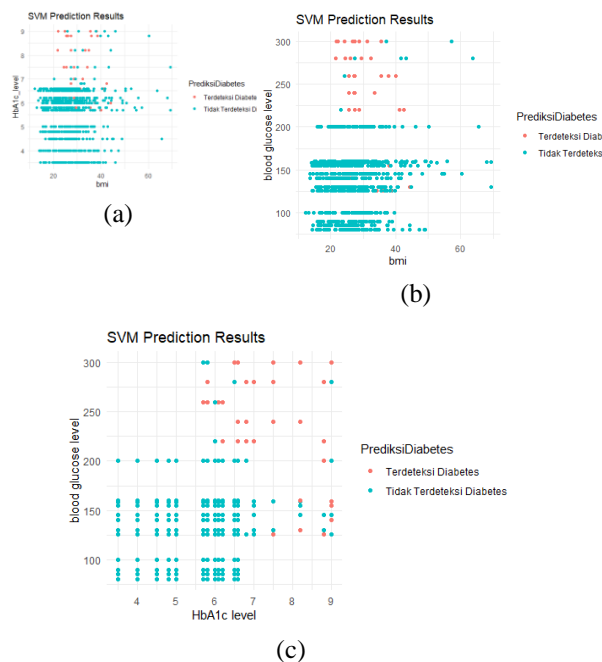 SVM Prediction Results
9
8
7
6
5
4
HbA1c_level
20
40
60
bmi
PrediksiDiabetes
Terdeteksi Diabete
Tidak Terdeteksi Di
(a)
SVM Prediction Results
300
250
200
150
100
blood glucose level
20
40
60
bmi
PrediksiDiabetes
Terdeteksi Diab
Tidak Terdeteks
(b)
SVM Prediction Results
300
250
200
150
100
blood glucose level
4
5
6
7
8
9
HbA1c level
PrediksiDiabetes
Terdeteksi Diabetes
Tidak Terdeteksi Diabetes
(c)